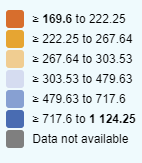 ≥ 169.6 to 222.25
≥ 222.25 to 267.64
≥ 267.64 to 303.53
≥ 303.53 to 479.63
≥ 479.63 to 717.6
≥ 717.6 to 1 124.25
Data not available